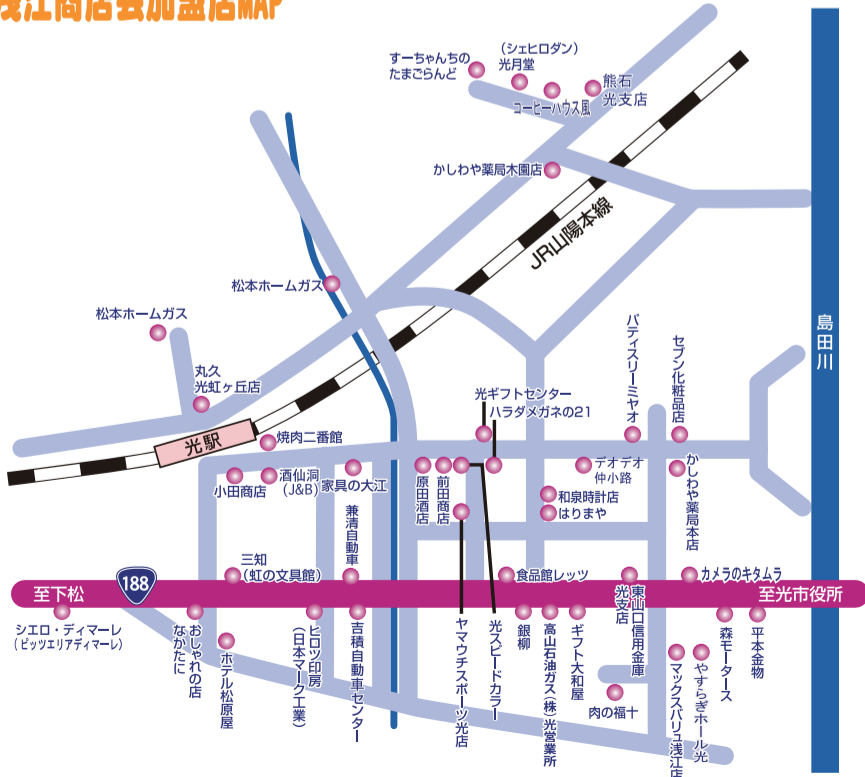 浅江商店会加盟店MAP
すーちゃんちの
たまごらんど
(シェヒロダン)
光月堂
コーヒーハウス風
熊石
光支店
かしわや薬局木園店
JR山陽本線
島田川
松本ホームガス
松本ホームガス
丸久
光虹ヶ丘店
光駅
焼肉二番館
小田商店
酒仙洞
(J&B)
家具の大江
原田酒店
前田商店
光ギフトセンター
ハラダメガネの21
パティスリーミヤオ
セブン化粧品店
デオデオ
仲小路
かしわや薬局本店
和泉時計店
はりまや
兼清自動車
三知
(虹の文具館)
食品館レッツ
カメラのキタムラ
至下松
188
至光市役所
シエロ・ディマーレ
(ピッツエリアディマーレ)
おしゃれの店
なかたに
ホテル松原屋
ヒロツ印房
(日本マーク工業)
吉積自動車センター
ヤマウチスポーツ光店
光スピードカラー
銀柳
高山石油ガス(株)光営業所
ギフト大和屋
東山口信用金庫
光支店
肉の福十
マックスバリュ浅江店
やすらぎホール光
森モータース
平本金物